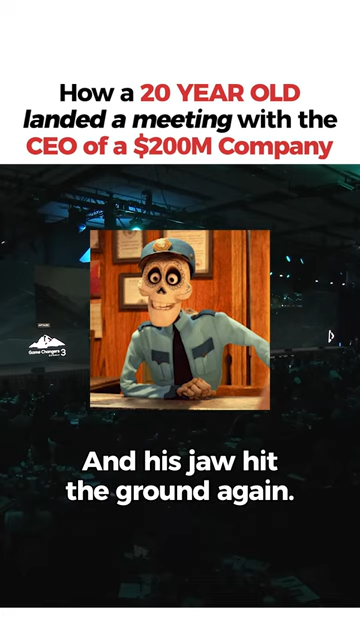 How a 20 YEAR OLD
landed a meeting with the
CEO of a $200M Company
Game Changers
3
And his jaw hit
the ground again.